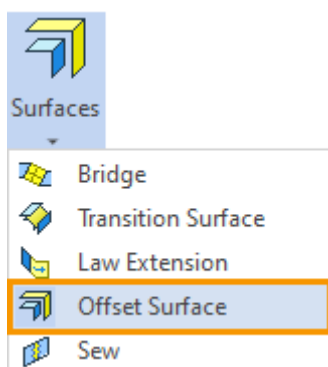 Surfaces
Bridge
Transition Surface
Law Extension
Offset Surface
Sew